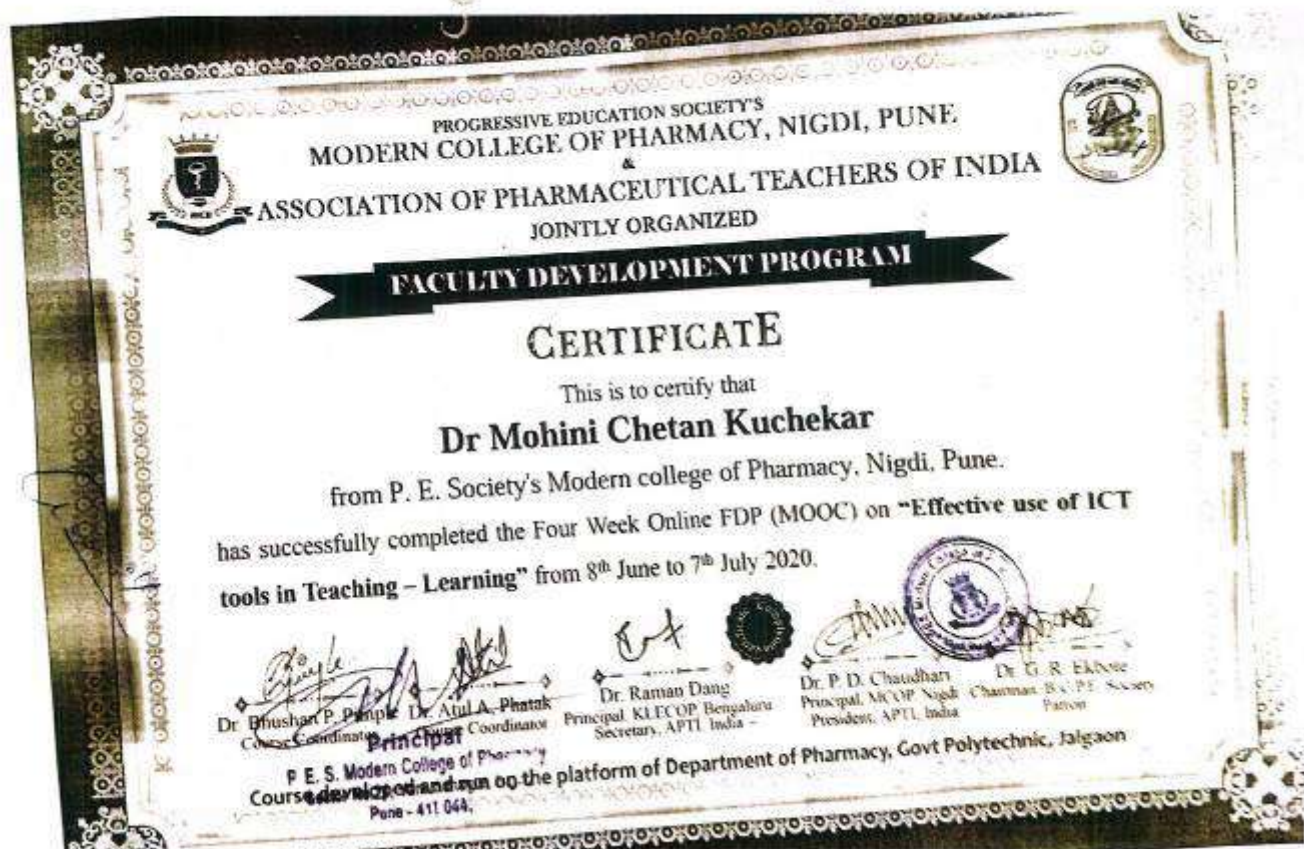 PROGRESSIVE EDUCATION SOCIETY'S
MODERN COLLEGE OF PHARMACY, NIGDI, PUNE
&
ASSOCIATION OF PHARMACEUTICAL TEACHERS OF INDIA
JOINTLY ORGANIZED
FACULTY DEVELOPMENT PROGRAM
CERTIFICATE
This is to certify that
Dr Mohini Chetan Kuchekar
from P. E. Society's Modern college of Pharmacy, Nigdi, Pune.
has successfully completed the Four Week Online FDP (MOOC) on “Effective use of ICT
tools in Teaching – Learning” from 8th June to 7th July 2020.
Dr. Bhushan P.
Course Coordinator
Dr. Atul A. Phatak
Coordinator
Dr. Raman Dang
Principal, KLECOP Bengaluru
Secretary, APTI, India –
Dr. P. D. Chaudhari
Principal, MCOP Nigdi
President, APTI, India
Dr. G. R. Ekbote
Chairman, B.C. P.E. Society
Patron
Principal
P. E. S. Modern College of Pharmacy
Course developed and run on the platform of Department of Pharmacy, Govt Polytechnic, Jalgaon
Pune - 411 044.